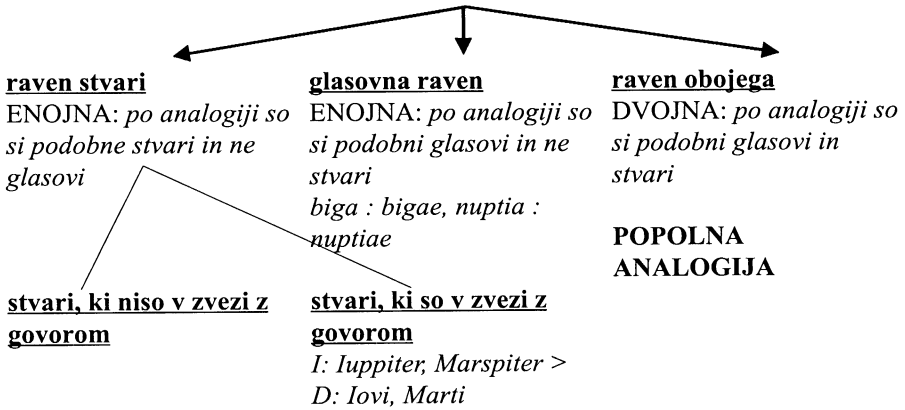 raven stvari
ENOJNA: po analogiji so
si podobne stvari in ne
glasovi
glasovna raven
ENOJNA: po analogiji so
si podobni glasovi in ne
stvari
biga : bigae, nuptia :
nuptiae
raven obojega
DVOJNA: po analogiji so
si podobni glasovi in
stvari
POPOLNA
ANALOGIJA
stvari, ki niso v zvezi z
govorom
stvari, ki so v zvezi z
govorom
I: Iuppiter, Marspiter >
D: Iovi, Marti